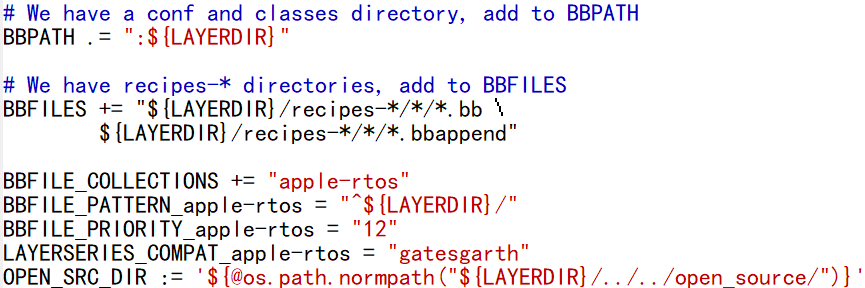 # We have a conf and classes directory, add to BBPATH
BBPATH .= ":${LAYERDIR}"
# We have recipes-* directories, add to BBFILES
BBFILES += "${LAYERDIR}/recipes-*/*/*.bb \
${LAYERDIR}/recipes-*/*/*.bbappend"
BBFILE_COLLECTIONS += "apple-rtos"
BBFILE_PATTERN_apple-rtos = "^${LAYERDIR}/"
BBFILE_PRIORITY_apple-rtos = "12"
LAYERSERIES_COMPAT_apple-rtos = "gatesgarth"
OPEN_SRC_DIR := '${@os.path.normpath("${LAYERDIR}/../../open_source/")}'